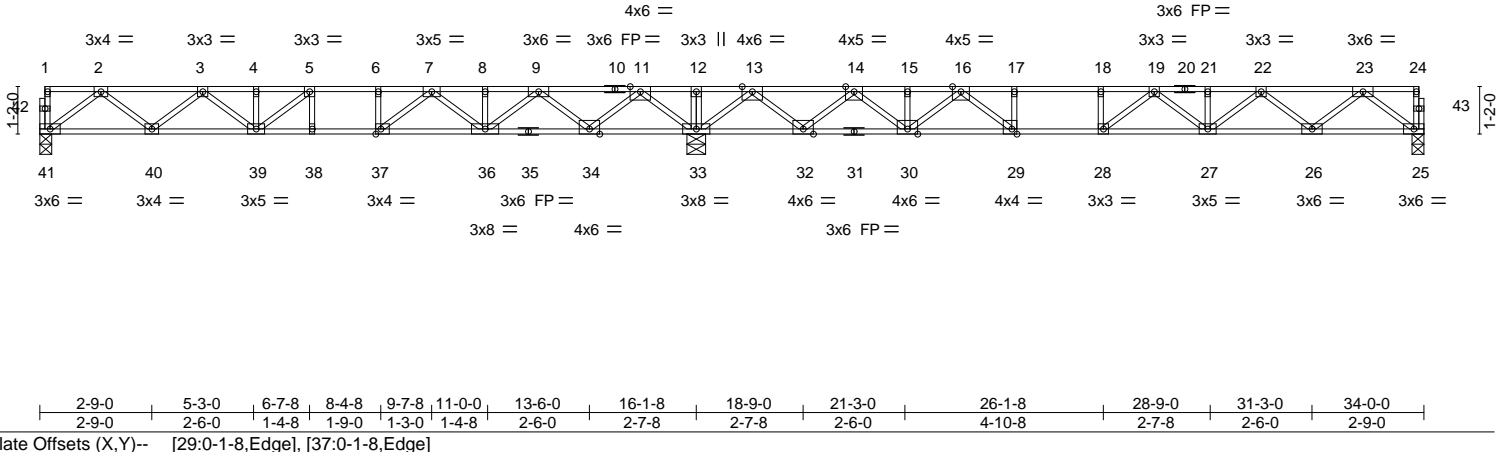 4x6 = 3x6 FP =
3x4 = 3x3 = 3x3 = 3x5 = 3x6 = 3x6 FP = 3x3 || 4x6 = 4x5 = 4x5 = 3x3 = 3x3 = 3x6 =
1 2 3 4 5 6 7 8 9 10 11 12 13 14 15 16 17 18 19 20 21 22 23 24
1-2-0 42 43 1-2-0
41 40 39 38 37 36 35 34 33 32 31 30 29 28 27 26 25
3x6 = 3x4 = 3x5 = 3x4 = 3x6 FP = 3x8 = 4x6 = 4x6 = 4x4 = 3x3 = 3x5 = 3x6 = 3x6 =
3x8 = 4x6 = 3x6 FP =
2-9-0 5-3-0 6-7-8 8-4-8 9-7-8 11-0-0 13-6-0 16-1-8 18-9-0 21-3-0 26-1-8 28-9-0 31-3-0 34-0-0
2-9-0 2-6-0 1-4-8 1-9-0 1-3-0 1-4-8 2-6-0 2-7-8 2-7-8 2-6-0 4-10-8 2-7-8 2-6-0 2-9-0
late Offsets (X,Y)-- [29:0-1-8,Edge], [37:0-1-8,Edge]